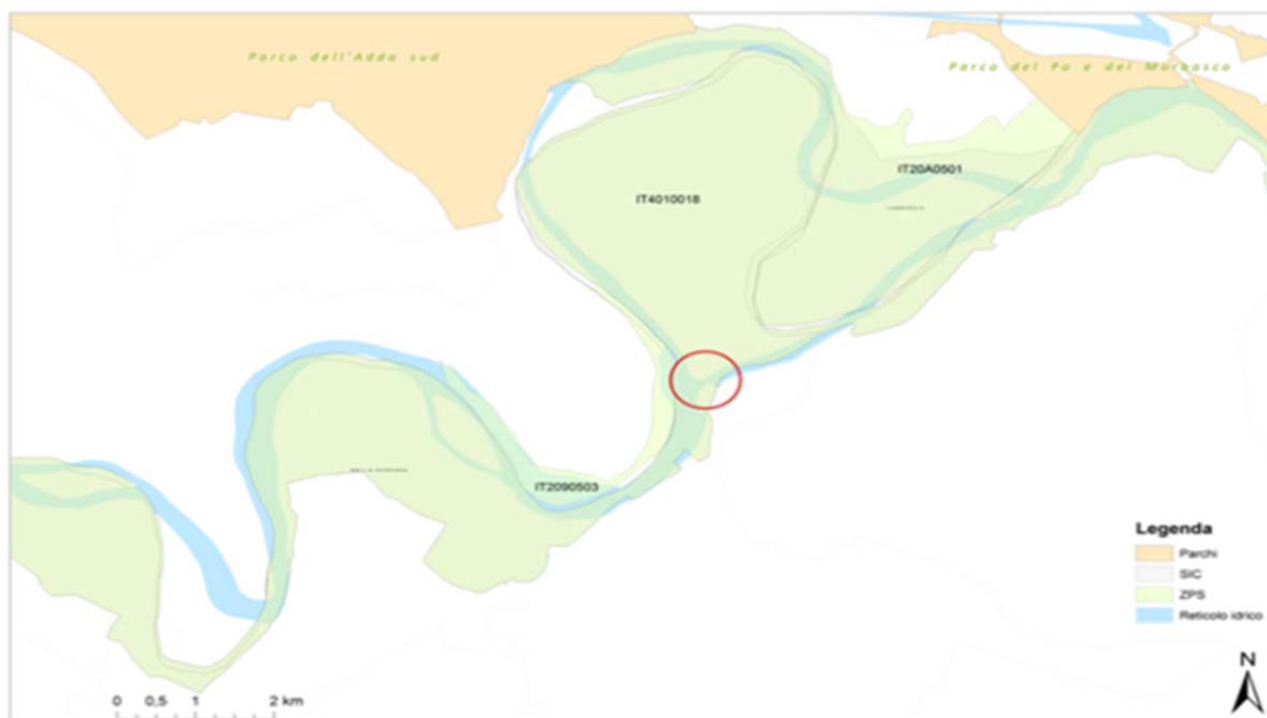 Parco dell'Adda sud
Parco del Po e del Morbasco
IT20A0501
IT4010018
IT2090503
Legenda
Parchi
SIC
ZPS
Reticolo idrico
N
0 0,5 1 2 km